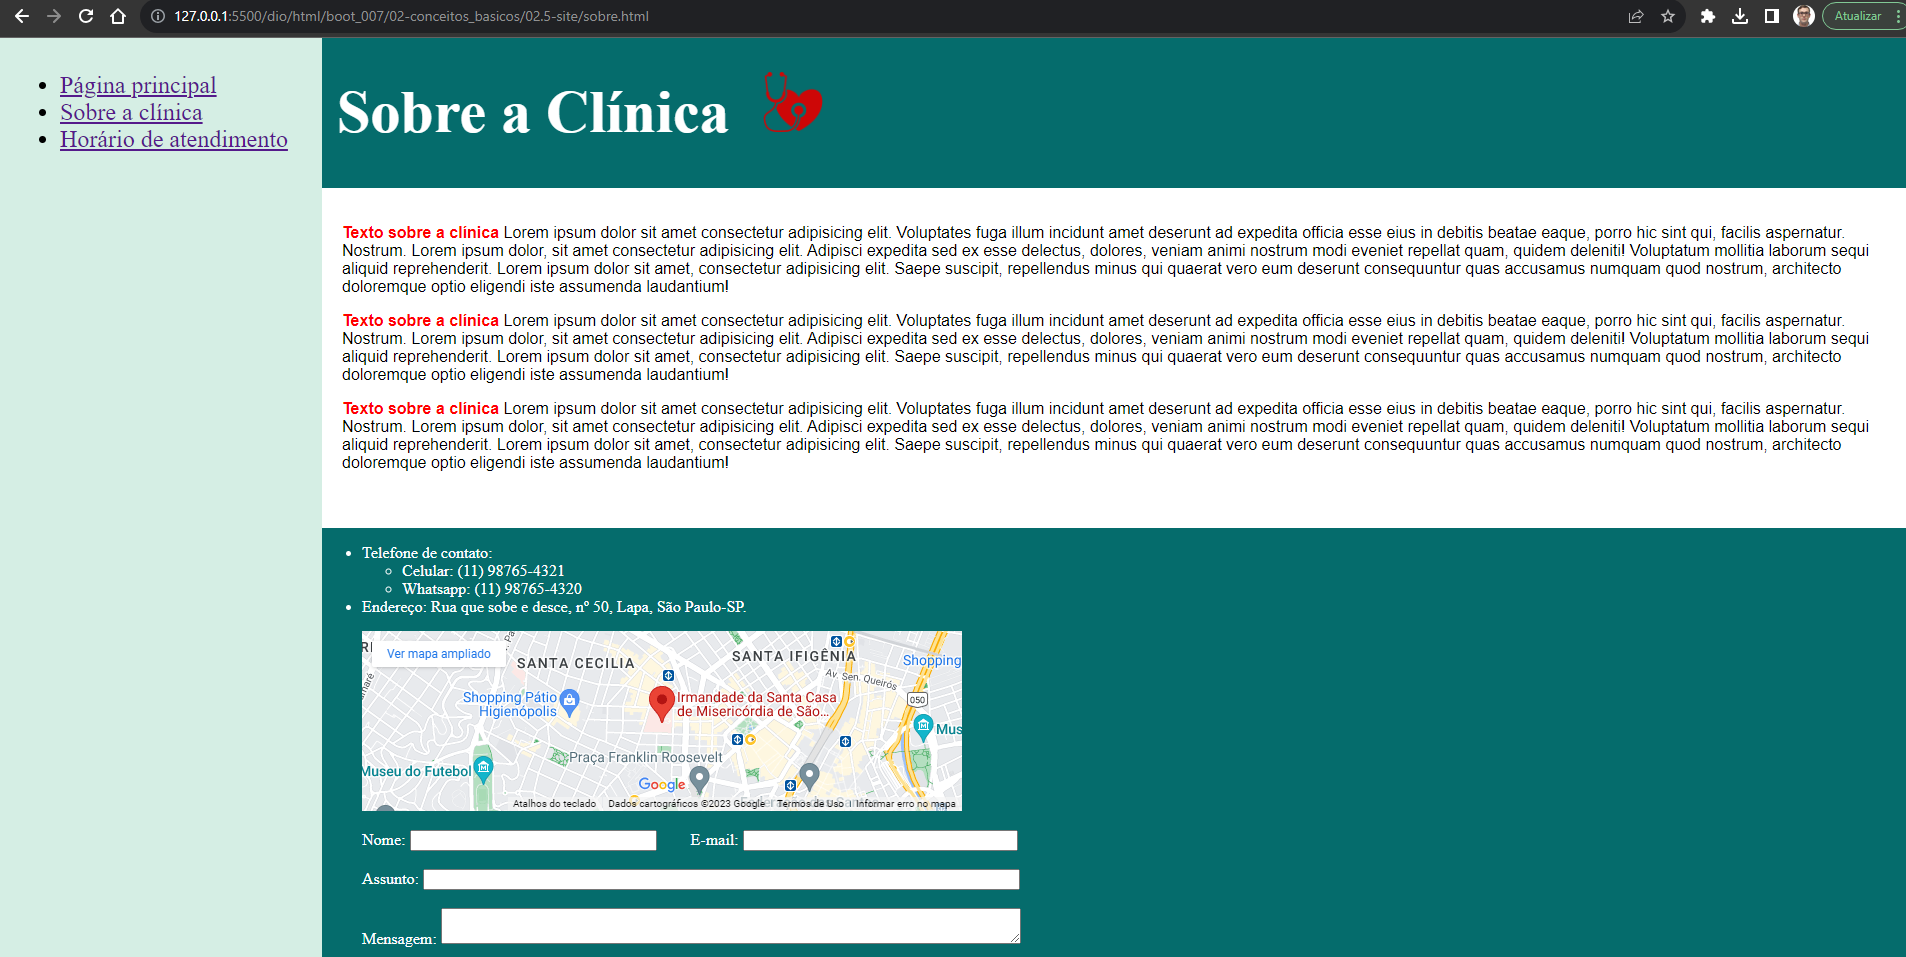 127.0.0.1:5500/dio/html/boot_007/02-conceitos_basicos/02.5-site/sobre.html
Atualizar
Página principal
Sobre a clínica
Horário de atendimento
Sobre a Clínica
Texto sobre a clínica Lorem ipsum dolor sit amet consectetur adipisicing elit. Voluptates fuga illum incidunt amet deserunt ad expedita officia esse eius in debitis beatae eaque, porro hic sint qui, facilis aspernatur.
Nostrum. Lorem ipsum dolor, sit amet consectetur adipisicing elit. Adipisci expedita sed ex esse delectus, dolores, veniam animi nostrum modi eveniet repellat quam, quidem deleniti! Voluptatum mollitia laborum sequi
aliquid reprehenderit. Lorem ipsum dolor sit amet, consectetur adipisicing elit. Saepe suscipit, repellendus minus qui quaerat vero eum deserunt consequuntur quas accusamus numquam quod nostrum, architecto
doloremque optio eligendi iste assumenda laudantium!
Texto sobre a clínica Lorem ipsum dolor sit amet consectetur adipisicing elit. Voluptates fuga illum incidunt amet deserunt ad expedita officia esse eius in debitis beatae eaque, porro hic sint qui, facilis aspernatur.
Nostrum. Lorem ipsum dolor, sit amet consectetur adipisicing elit. Adipisci expedita sed ex esse delectus, dolores, veniam animi nostrum modi eveniet repellat quam, quidem deleniti! Voluptatum mollitia laborum sequi
aliquid reprehenderit. Lorem ipsum dolor sit amet, consectetur adipisicing elit. Saepe suscipit, repellendus minus qui quaerat vero eum deserunt consequuntur quas accusamus numquam quod nostrum, architecto
doloremque optio eligendi iste assumenda laudantium!
Texto sobre a clínica Lorem ipsum dolor sit amet consectetur adipisicing elit. Voluptates fuga illum incidunt amet deserunt ad expedita officia esse eius in debitis beatae eaque, porro hic sint qui, facilis aspernatur.
Nostrum. Lorem ipsum dolor, sit amet consectetur adipisicing elit. Adipisci expedita sed ex esse delectus, dolores, veniam animi nostrum modi eveniet repellat quam, quidem deleniti! Voluptatum mollitia laborum sequi
aliquid reprehenderit. Lorem ipsum dolor sit amet, consectetur adipisicing elit. Saepe suscipit, repellendus minus qui quaerat vero eum deserunt consequuntur quas accusamus numquam quod nostrum, architecto
doloremque optio eligendi iste assumenda laudantium!
Telefone de contato:
Celular: (11) 98765-4321
Whatsapp: (11) 98765-4320
Endereço: Rua que sobe e desce, nº 50, Lapa, São Paulo-SP.
Ver mapa ampliado
SANTA CECILIA
SANTA IFIGÊNIA
Shopping
Av. Sen. Queirós
Shopping Pátio
Higienópolis
Irmandade da Santa Casa
de Misericórdia de São...
050
Mus
Praça Franklin Roosevelt
Museu do Futebol
Google
Atalhos do teclado Dados cartográficos ©2023 Google Termos de Uso Informar erro no mapa
Nome: E-mail:
Assunto:
Mensagem: